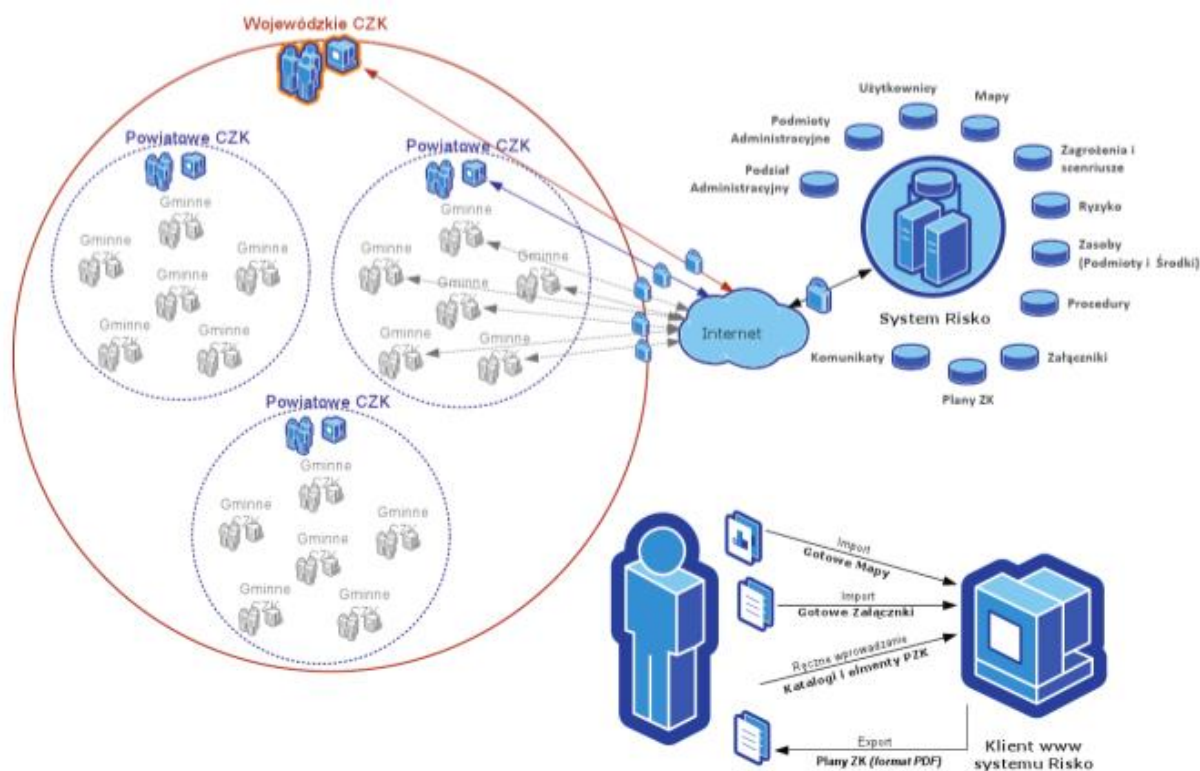 Wojewódzkie CZK
Powiatowe CZK
Gminne
CZK
Gminne
CZK
Gminne
CZK
Gminne
CZK
Gminne
CZK
Gminne
CZK
Powiatowe CZK
Gminne
CZK
Gminne
CZK
Gminne
CZK
Gminne
CZK
Gminne
CZK
Gminne
CZK
Powiatowe CZK
Gminne
CZK
Gminne
CZK
Gminne
CZK
Gminne
CZK
Gminne
CZK
Gminne
CZK
Internet
Użytkownicy
Mapy
Podmioty
Administracyjne
Zagrożenia i
scenriusze
Podział
Administracyjny
Ryzyko
Zasoby
(Podmioty i Środki)
Procedury
System Risko
Komunikaty
Załączniki
Plany ZK
Import
Gotowe Mapy
Import
Gotowe Załącznki
Ręczne wprowadzanie
Katalogi i elmenty PZK
Export
Plany ZK (format PDF)
Klient www
systemu Risko